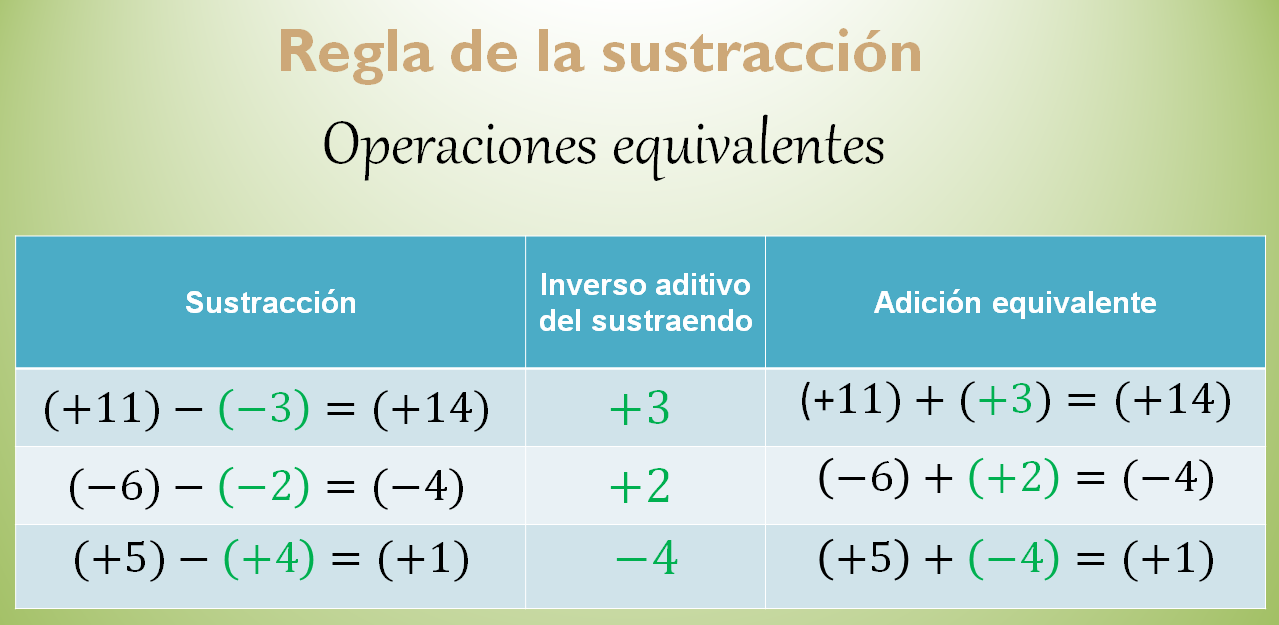 Regla de la sustracción
Operaciones equivalentes
Sustracción
Inverso aditivo
del sustraendo
Adición equivalente
(+11) − (−3) = (+14)
+3
(+11) + (+3) = (+14)
(−6) − (−2) = (−4)
+2
(−6) + (+2) = (−4)
(+5) − (+4) = (+1)
−4
(+5) + (−4) = (+1)